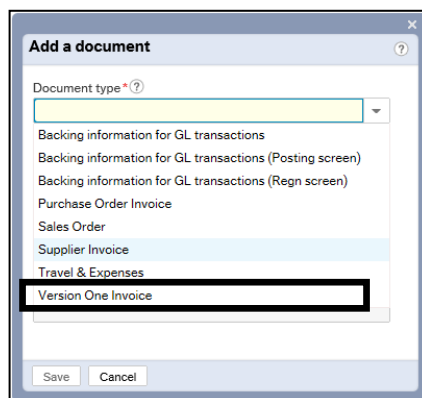 ×
Add a document
?
Document type * ?
Backing information for GL transactions
Backing information for GL transactions (Posting screen)
Backing information for GL transactions (Regn screen)
Purchase Order Invoice
Sales Order
Supplier Invoice
Travel & Expenses
Version One Invoice
Save Cancel